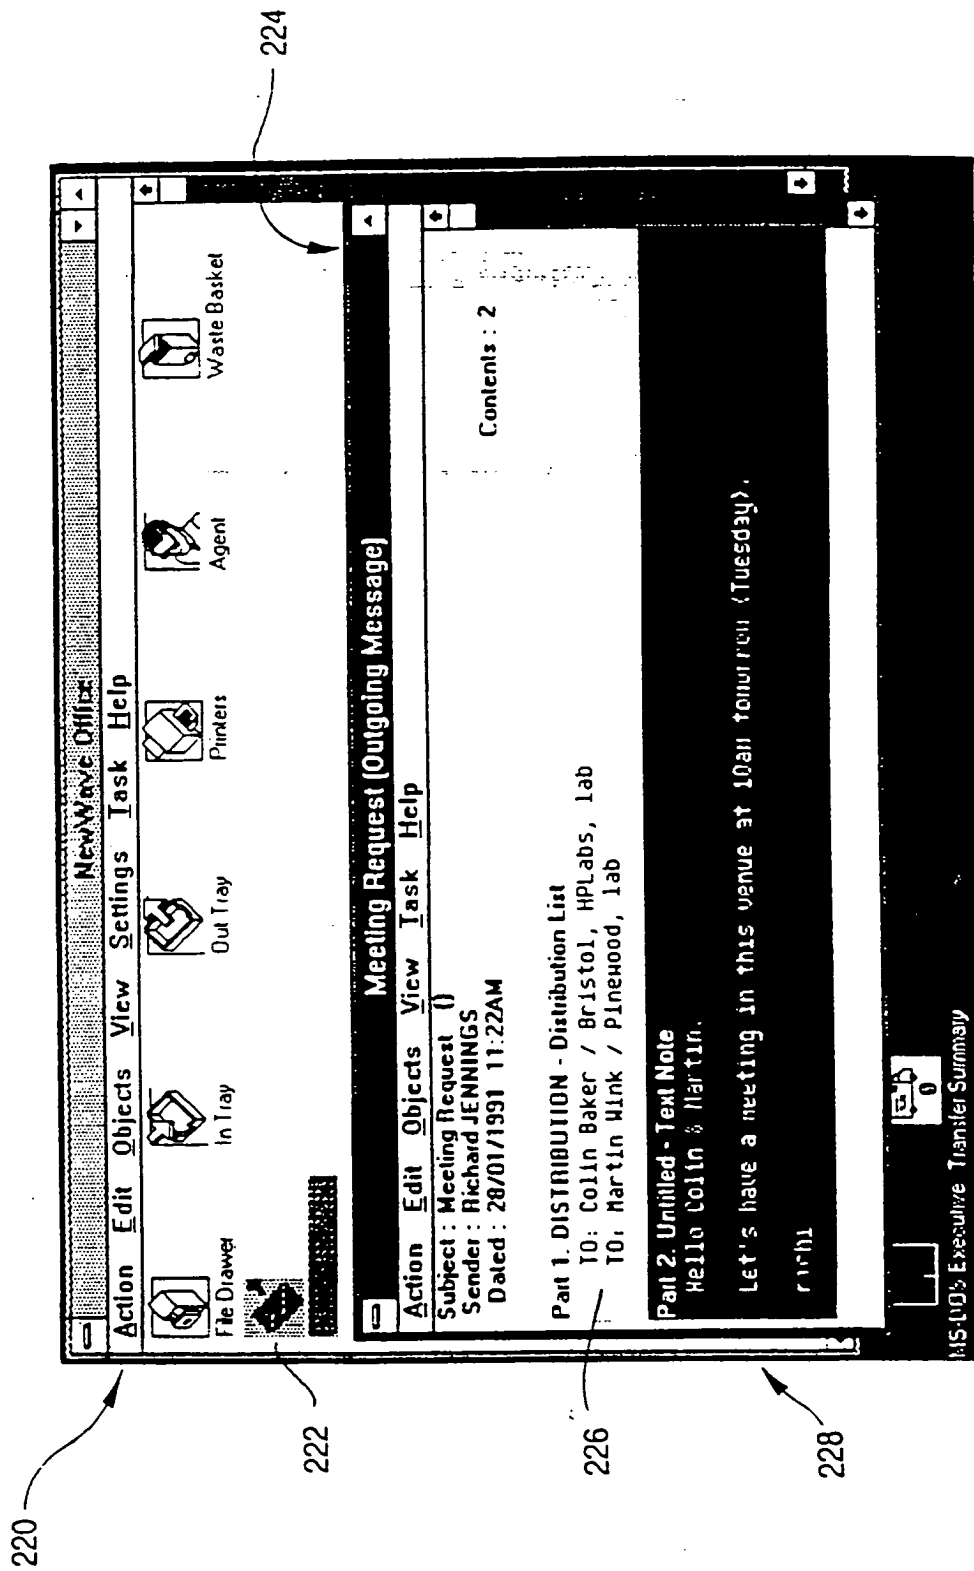 220
NewWave Office
Action Edit Objects View Settings Task Help
File Drawer
In Tray
Out Tray
Printers
Agent
Waste Basket
222
224
Meeting Request (Outgoing Message)
Action Edit Objects View Task Help
Subject : Meeting Request ()
Sender : Richard JENNINGS
Dated : 28/01/1991 11:22AM
Contents : 2
Part 1. DISTRIBUTION - Distribution List
TO: Colin Baker / Bristol, HPLabs, lab
TO: Martin Wink / Pinewood, lab
226
Part 2. Untitled - Text Note
Hello Colin & Martin.
Let's have a meeting in this venue at 10am tomorrow (Tuesday).
richi
228
0
MS-DOS Executive Transfer Summary